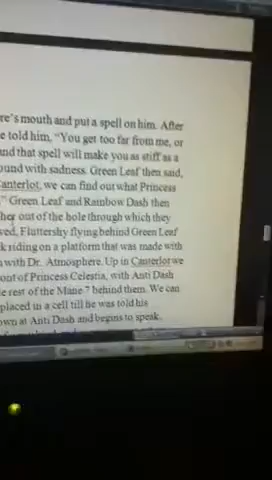 re's mouth and put a spell on him. After
e told him, "You get too far from me, or
and that spell will make you as stiff as a
ound with sadness. Green Leaf then said,
Canterlot, we can find out what Princess
" Green Leaf and Rainbow Dash then
her out of the hole through which they
ved, Fluttershy flying behind Green Leaf
k riding on a platform that was made with
with Dr. Atmosphere. Up in Canterlot we
ont of Princess Celestia, with Anti Dash
e rest of the Mane 7 behind them. We can
placed in a cell till he was told his
own at Anti Dash and begins to speak.